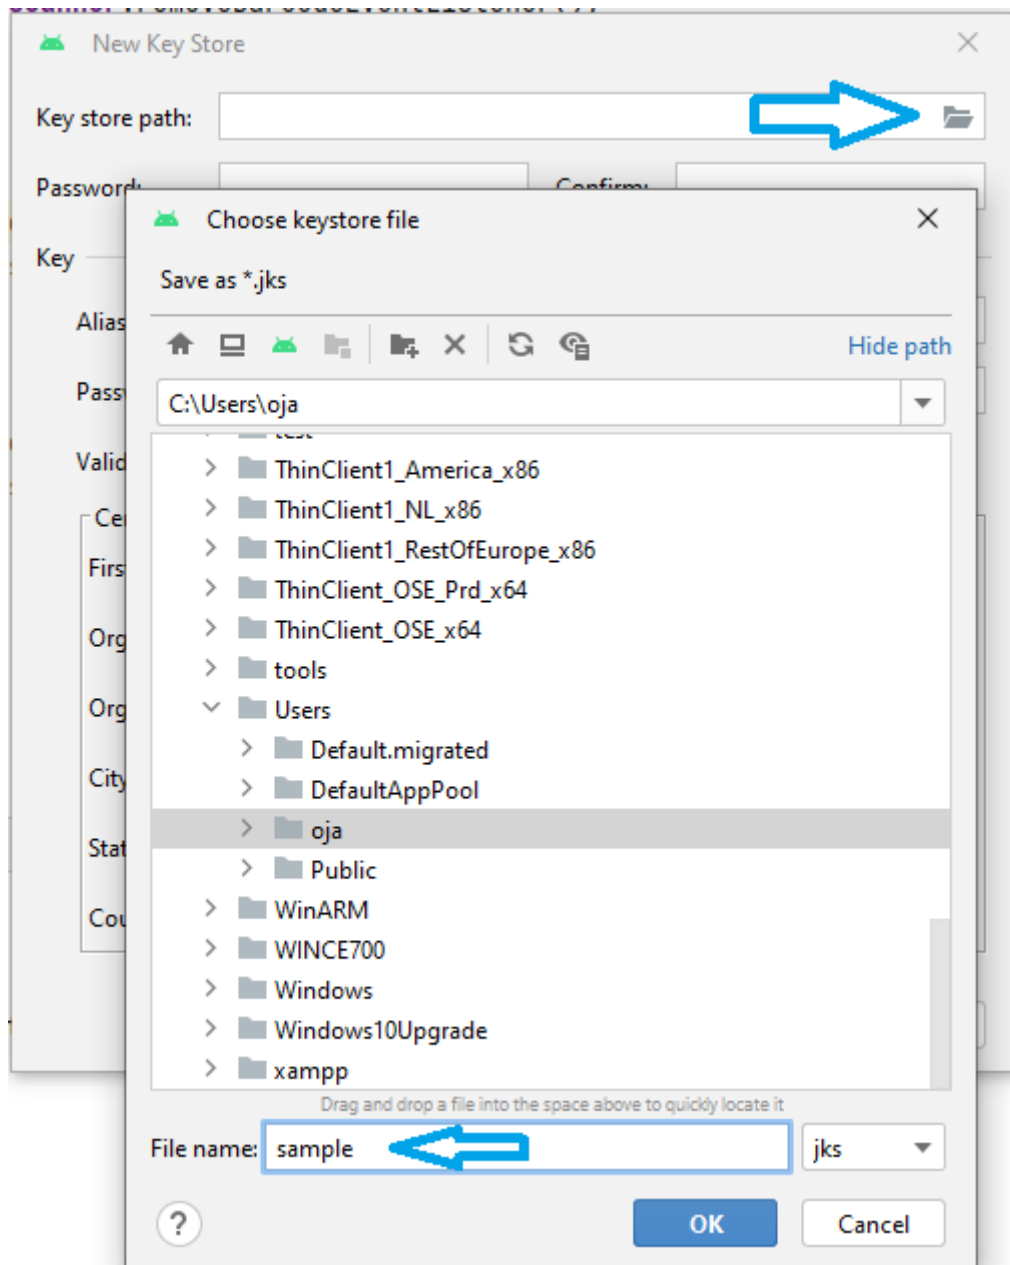 New Key Store
Key store path:
Password:
Confirm:
Choose keystore file
Key
Save as *.jks
Alias
Hide path
C:\Users\oja
test
ThinClient1_America_x86
ThinClient1_NL_x86
ThinClient1_RestOfEurope_x86
ThinClient_OSE_Prd_x64
ThinClient_OSE_x64
tools
Users
Default.migrated
DefaultAppPool
oja
Public
WinARM
WINCE700
Windows
Windows10Upgrade
xampp
Drag and drop a file into the space above to quickly locate it
File name: sample jks
? OK Cancel